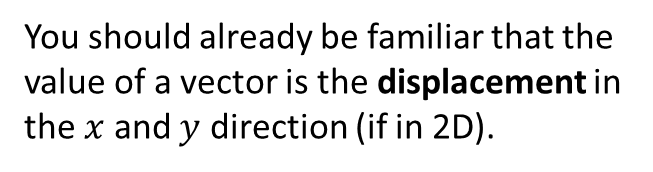 You should already be familiar that the
value of a vector is the displacement in
the x and y direction (if in 2D).